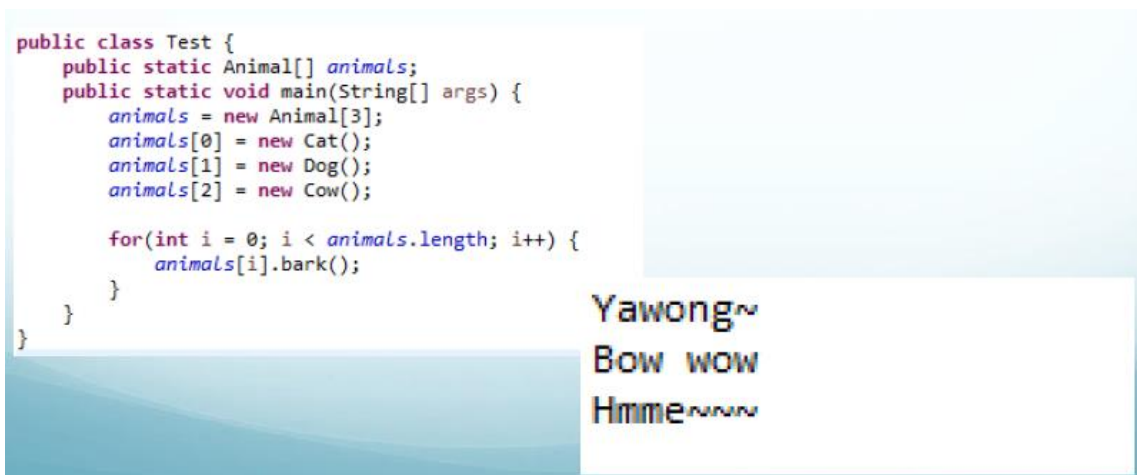 public class Test {
public static Animal[] animals;
public static void main(String[] args) {
animals = new Animal[3];
animals[0] = new Cat();
animals[1] = new Dog();
animals[2] = new Cow();
for(int i = 0; i < animals.length; i++) {
animals[i].bark();
}
}
}
Yawong~
Bow wow
Hmme~~~